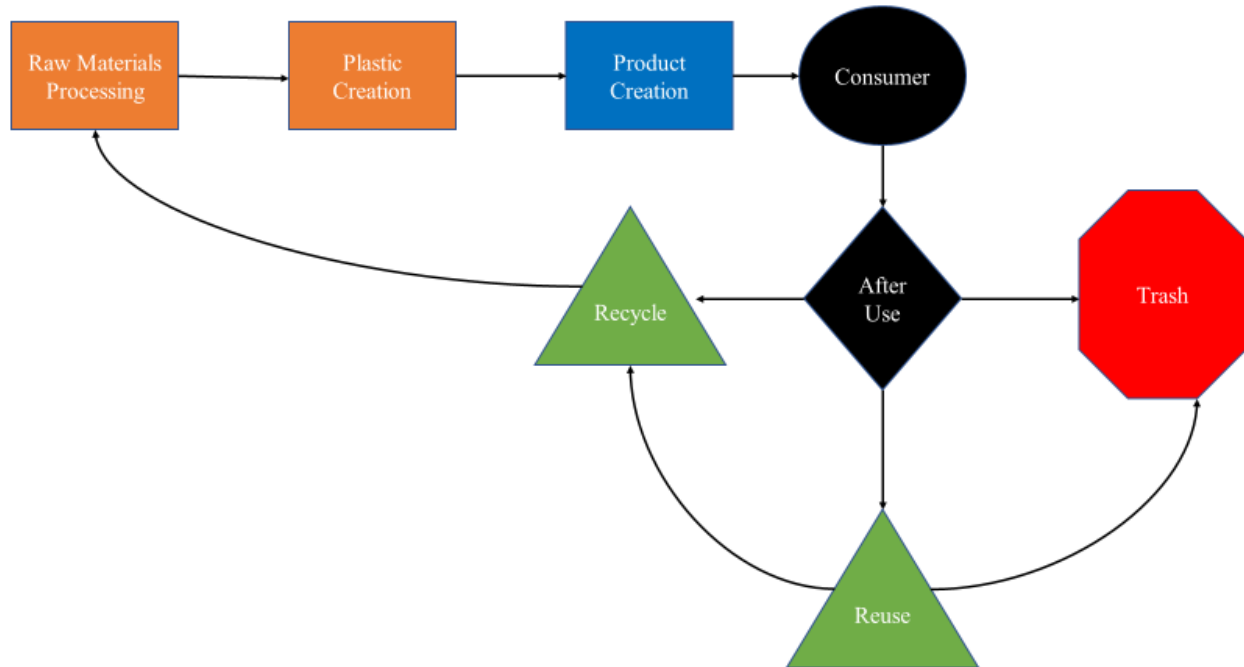 Raw Materials
Processing
Plastic
Creation
Product
Creation
Consumer
After
Use
Recycle
Trash
Reuse